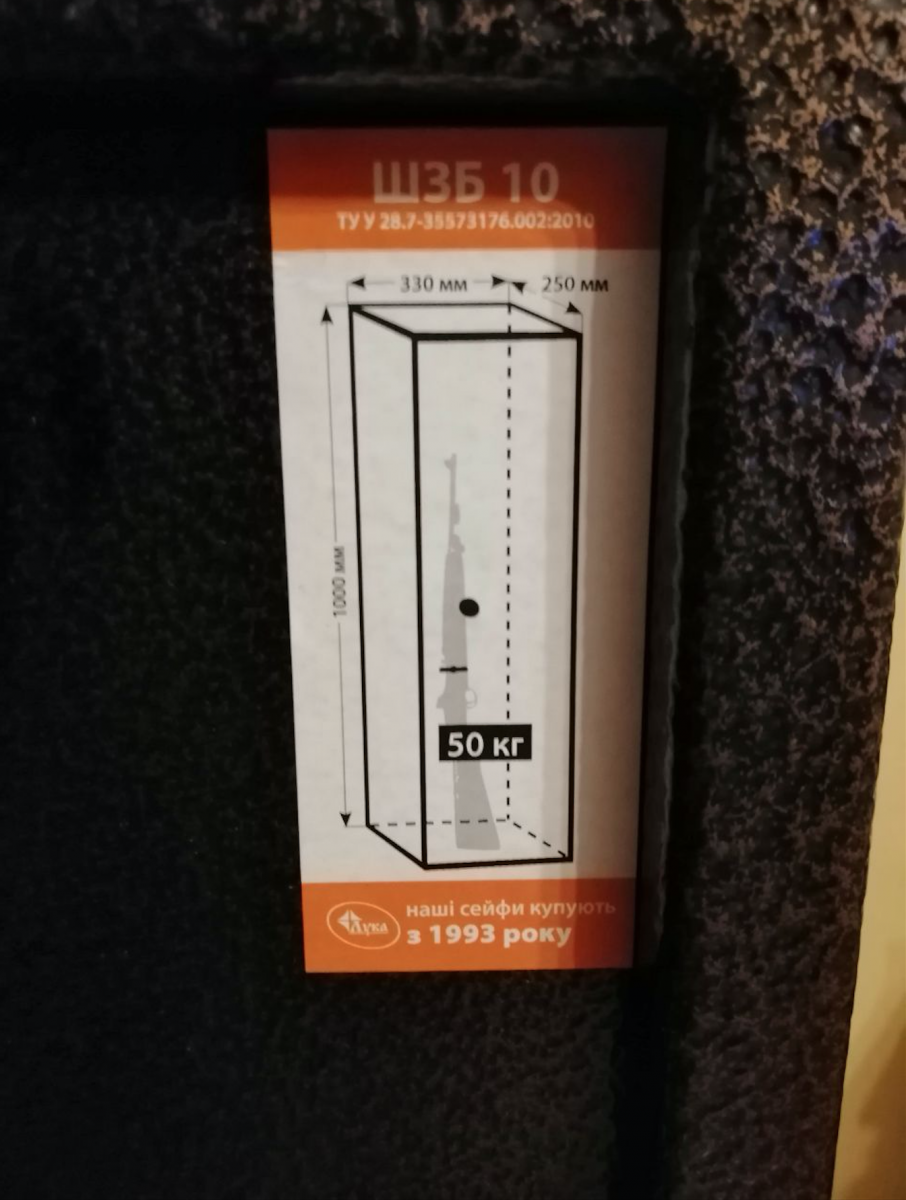 ШЗБ 10
ТУ У 28.7-35573176.002:2010
330 мм
250 мм
1000 мм
50 кг
Лука
наші сейфи купують
з 1993 року